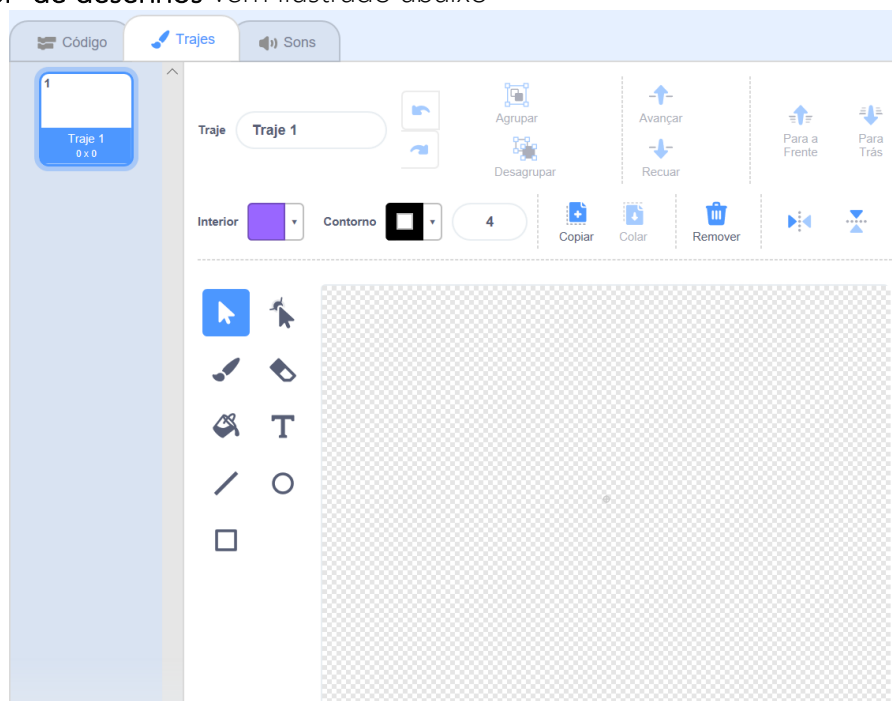 de desenhos vem ilustrado abaixo
Código Trajes Sons
1
Traje 1
0 x 0
Traje Traje 1
Agrupar
Desagrupar
Avançar
Recuar
Para a
Frente
Para
Trás
Interior Contorno 4 Copiar Colar Remover
T